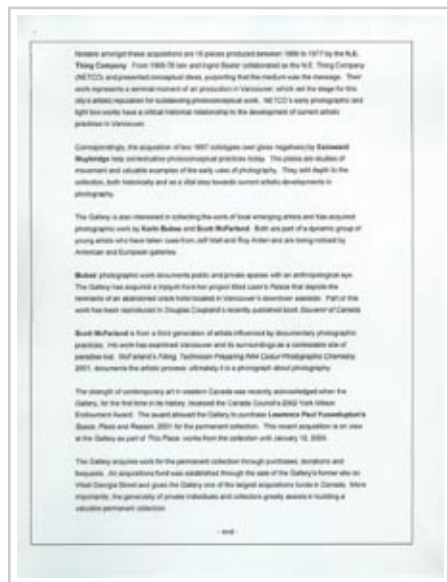 Notable amongst these acquisitions are 16 pieces produced between 1966 to 1977 by the N.E.
Thing Company. From 1966-78 Iain and Ingrid Baxter collaborated as the N.E. Thing Company
(NETCO) and presented conceptual ideas, purporting that the medium was the message. Their
work represents a seminal moment of art production in Vancouver, which set the stage for this
city's artistic reputation for outstanding photoconceptual work. NETCO's early photographic and
light box works have a critical historical relationship to the development of current artistic
practices in Vancouver.
Correspondingly, the acquisition of two 1887 collotypes over glass negatives by Eadweard
Muybridge help contextualize photoconceptual practices today. The plates are studies of
movement and valuable examples of the early uses of photography. They add depth to the
collection, both historically and as a vital step towards current artistic developments in
photography.
The Gallery is also interested in collecting the work of local emerging artists and has acquired
photographic work by Karin Bubas and Scott McFarland. Both are part of a dynamic group of
young artists who have taken cues from Jeff Wall and Roy Arden and are being noticed by
American and European galleries.
Bubas' photographic work documents public and private spaces with an anthropological eye.
The Gallery has acquired a triptych from her project titled Leon's Palace that depicts the
remnants of an abandoned crack hotel located in Vancouver's downtown eastside. Part of this
work has been reproduced in Douglas Coupland's recently published book Souvenir of Canada.
Scott McFarland is from a third generation of artists influenced by documentary photographic
practices. His work has examined Vancouver and its surroundings as a contestable site of
paradise lost. McFarland's Filing, Technician Preparing RA4 Colour Photographic Chemistry,
2001, documents the artistic process; ultimately it is a photograph about photography.
The strength of contemporary art in western Canada was recently acknowledged when the
Gallery, for the first time in its history, received the Canada Council's 2002 York Wilson
Endowment Award. The award allowed the Gallery to purchase Lawrence Paul Yuxweluptun's
Space, Place and Reason, 2001 for the permanent collection. This recent acquisition is on view
at the Gallery as part of This Place: works from the collection until January 12, 2003.
The Gallery acquires work for the permanent collection through purchases, donations and
bequests. An acquisitions fund was established through the sale of the Gallery's former site on
West Georgia Street and gives the Gallery one of the largest acquisitions funds in Canada. More
importantly, the generosity of private individuals and collectors greatly assists in building a
valuable permanent collection.
- end -